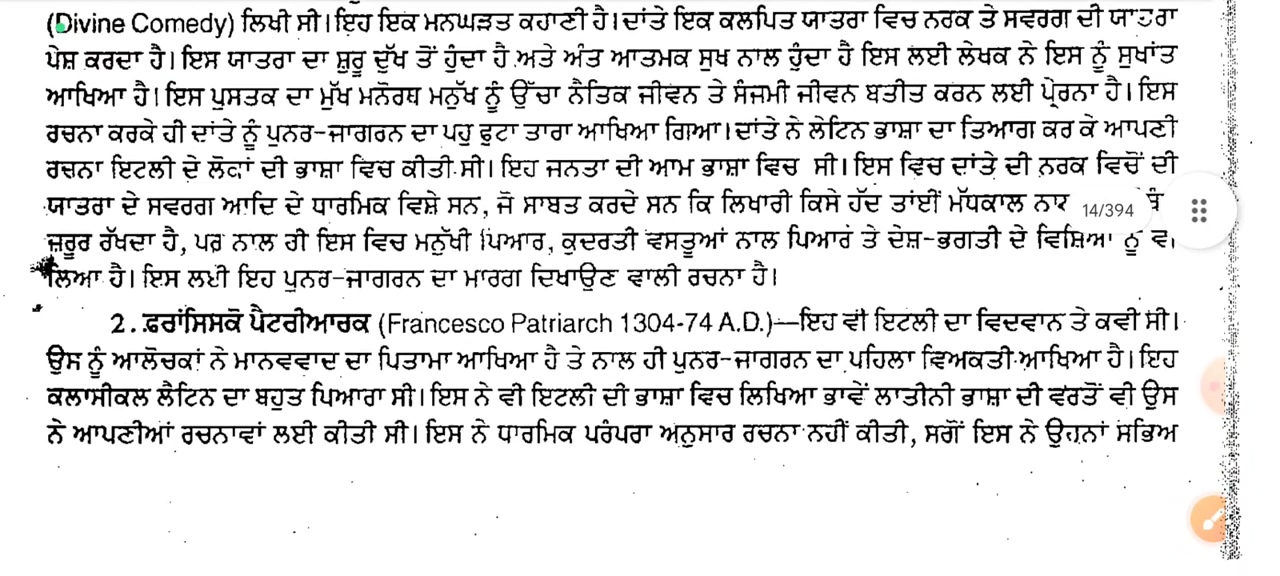 (Divine Comedy) ਲਿਖੀ ਸੀ। ਇਹ ਇਕ ਮਨਘੜਤ ਕਹਾਣੀ ਹੈ। ਦਾਂਤੇ ਇਕ ਕਲਪਿਤ ਯਾਤਰਾ ਵਿਚ ਨਰਕ ਤੇ ਸਵਰਗ ਦੀ ਯਾਤਰਾ
ਪੇਸ਼ ਕਰਦਾ ਹੈ। ਇਸ ਯਾਤਰਾ ਦਾ ਸ਼ੁਰੂ ਦੁੱਖ ਤੋਂ ਹੁੰਦਾ ਹੈ ਅਤੇ ਅੰਤ ਆਤਮਕ ਸੁਖ ਨਾਲ ਹੁੰਦਾ ਹੈ ਇਸ ਲਈ ਲੇਖਕ ਨੇ ਇਸ ਨੂੰ ਸੁਖਾਂਤ
ਆਖਿਆ ਹੈ। ਇਸ ਪੁਸਤਕ ਦਾ ਮੁੱਖ ਮਨੋਰਥ ਮਨੁੱਖ ਨੂੰ ਉੱਚਾ ਨੈਤਿਕ ਜੀਵਨ ਤੇ ਸੰਜਮੀ ਜੀਵਨ ਬਤੀਤ ਕਰਨ ਲਈ ਪ੍ਰੇਰਨਾ ਹੈ। ਇਸ
ਰਚਨਾ ਕਰਕੇ ਹੀ ਦਾਂਤੇ ਨੂੰ ਪੁਨਰ-ਜਾਗਰਨ ਦਾ ਪਹੁ ਫੁਟਾ ਤਾਰਾ ਆਖਿਆ ਗਿਆ। ਦਾਂਤੇ ਨੇ ਲੇਟਿਨ ਭਾਸ਼ਾ ਦਾ ਤਿਆਗ ਕਰ ਕੇ ਆਪਣੀ
ਰਚਨਾ ਇਟਲੀ ਦੇ ਲੋਕਾਂ ਦੀ ਭਾਸ਼ਾ ਵਿਚ ਕੀਤੀ ਸੀ। ਇਹ ਜਨਤਾ ਦੀ ਆਮ ਭਾਸ਼ਾ ਵਿਚ ਸੀ। ਇਸ ਵਿਚ ਦਾਂਤੇ ਦੀ ਨਰਕ ਵਿਚੋਂ ਦੀ
ਯਾਤਰਾ ਦੇ ਸਵਰਗ ਆਦਿ ਦੇ ਧਾਰਮਿਕ ਵਿਸ਼ੇ ਸਨ, ਜੋ ਸਾਬਤ ਕਰਦੇ ਸਨ ਕਿ ਲਿਖਾਰੀ ਕਿਸੇ ਹੱਦ ਤਾਂਈਂ ਮੱਧਕਾਲ 14/394
ਜ਼ਰੂਰ ਰੱਖਦਾ ਹੈ, ਪਰ ਨਾਲ ਹੀ ਇਸ ਵਿਚ ਮਨੁੱਖੀ ਪਿਆਰ, ਕੁਦਰਤੀ ਵਸਤੂਆਂ ਨਾਲ ਪਿਆਰ ਤੇ ਦੇਸ਼-ਭਗਤੀ ਦੇ ਵਿਸ਼ਿਆਂ ਨੂੰ
ਲਿਆ ਹੈ। ਇਸ ਲਈ ਇਹ ਪੁਨਰ-ਜਾਗਰਨ ਦਾ ਮਾਰਗ ਦਿਖਾਉਣ ਵਾਲੀ ਰਚਨਾ ਹੈ।
2. ਫਰਾਂਸਿਸਕੋ ਪੈਟਰੀਆਰਕ (Francesco Patriarch 1304-74 A.D.)—ਇਹ ਵੀ ਇਟਲੀ ਦਾ ਵਿਦਵਾਨ ਤੇ ਕਵੀ ਸੀ।
ਉਸ ਨੂੰ ਆਲੋਚਕਾਂ ਨੇ ਮਾਨਵਵਾਦ ਦਾ ਪਿਤਾਮਾ ਆਖਿਆ ਹੈ ਤੇ ਨਾਲ ਹੀ ਪੁਨਰ-ਜਾਗਰਨ ਦਾ ਪਹਿਲਾ ਵਿਅਕਤੀ ਆਖਿਆ ਹੈ। ਇਹ
ਕਲਾਸੀਕਲ ਲੈਟਿਨ ਦਾ ਬਹੁਤ ਪਿਆਰਾ ਸੀ। ਇਸ ਨੇ ਵੀ ਇਟਲੀ ਦੀ ਭਾਸ਼ਾ ਵਿਚ ਲਿਖਿਆ ਭਾਵੇਂ ਲਾਤੀਨੀ ਭਾਸ਼ਾ ਦੀ ਵਰਤੋਂ ਵੀ ਉਸ
ਨੇ ਆਪਣੀਆਂ ਰਚਨਾਵਾਂ ਲਈ ਕੀਤੀ ਸੀ। ਇਸ ਨੇ ਧਾਰਮਿਕ ਪਰੰਪਰਾ ਅਨੁਸਾਰ ਰਚਨਾ ਨਹੀਂ ਕੀਤੀ, ਸਗੋਂ ਇਸ ਨੇ ਉਹਨਾਂ ਸਭਿਅ